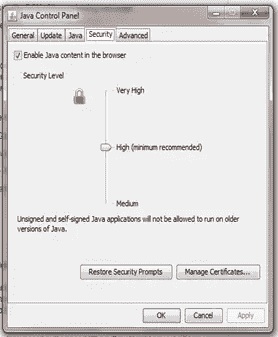 Java Control Panel
General Update Java Security Advanced
Enable Java content in the browser
Security Level
Very High
High (minimum recommended)
Medium
Unsigned and self-signed Java applications will not be allowed to run on older
versions of Java.
Restore Security Prompts Manage Certificates...
OK Cancel Apply